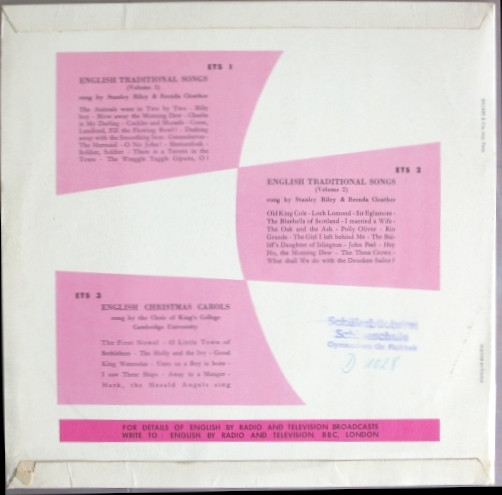 ETS 1
ENGLISH TRADITIONAL SONGS
(Volume 1)
sung by Stanley Riley & Brenda Cleather
The Animals went in Two by Two - Billy
boy - Blow away the Morning Dew - Charlie
is My Darling - Cockles and Mussels - Come,
Landlord, Fill the Flowing Bowl! - Dashing
away with the Smoothing Iron - Greensleeves -
The Mermaid - O No John! - Shenandoah -
Soldier, Soldier - There is a Tavern in the
Town - The Wraggle Taggle Gipsies, O!
ETS 2
ENGLISH TRADITIONAL SONGS
(Volume 2)
sung by Stanley Riley & Brenda Cleather
Old King Cole - Loch Lomond - Sir Eglamore -
The Bluebells of Scotland - I married a Wife -
The Oak and the Ash - Polly Oliver - Rio
Grande - The Girl I left behind Me - The Bai-
liff's Daughter of Islington - John Peel - Hey
Ho, the Morning Dew - The Three Crows -
What shall We do with the Drunken Sailor?
ETS 3
ENGLISH CHRISTMAS CAROLS
sung by the Choir of King's College
Cambridge University
The First Nowel - O Little Town of
Bethlehem - The Holly and the Ivy - Good
King Wenceslas - Unto us a Boy is born -
I saw Three Ships - Away in a Manger -
Hark, the Herald Angels sing
D 1028
FOR DETAILS OF ENGLISH BY RADIO AND TELEVISION BROADCASTS
WRITE TO: ENGLISH BY RADIO AND TELEVISION, BBC, LONDON